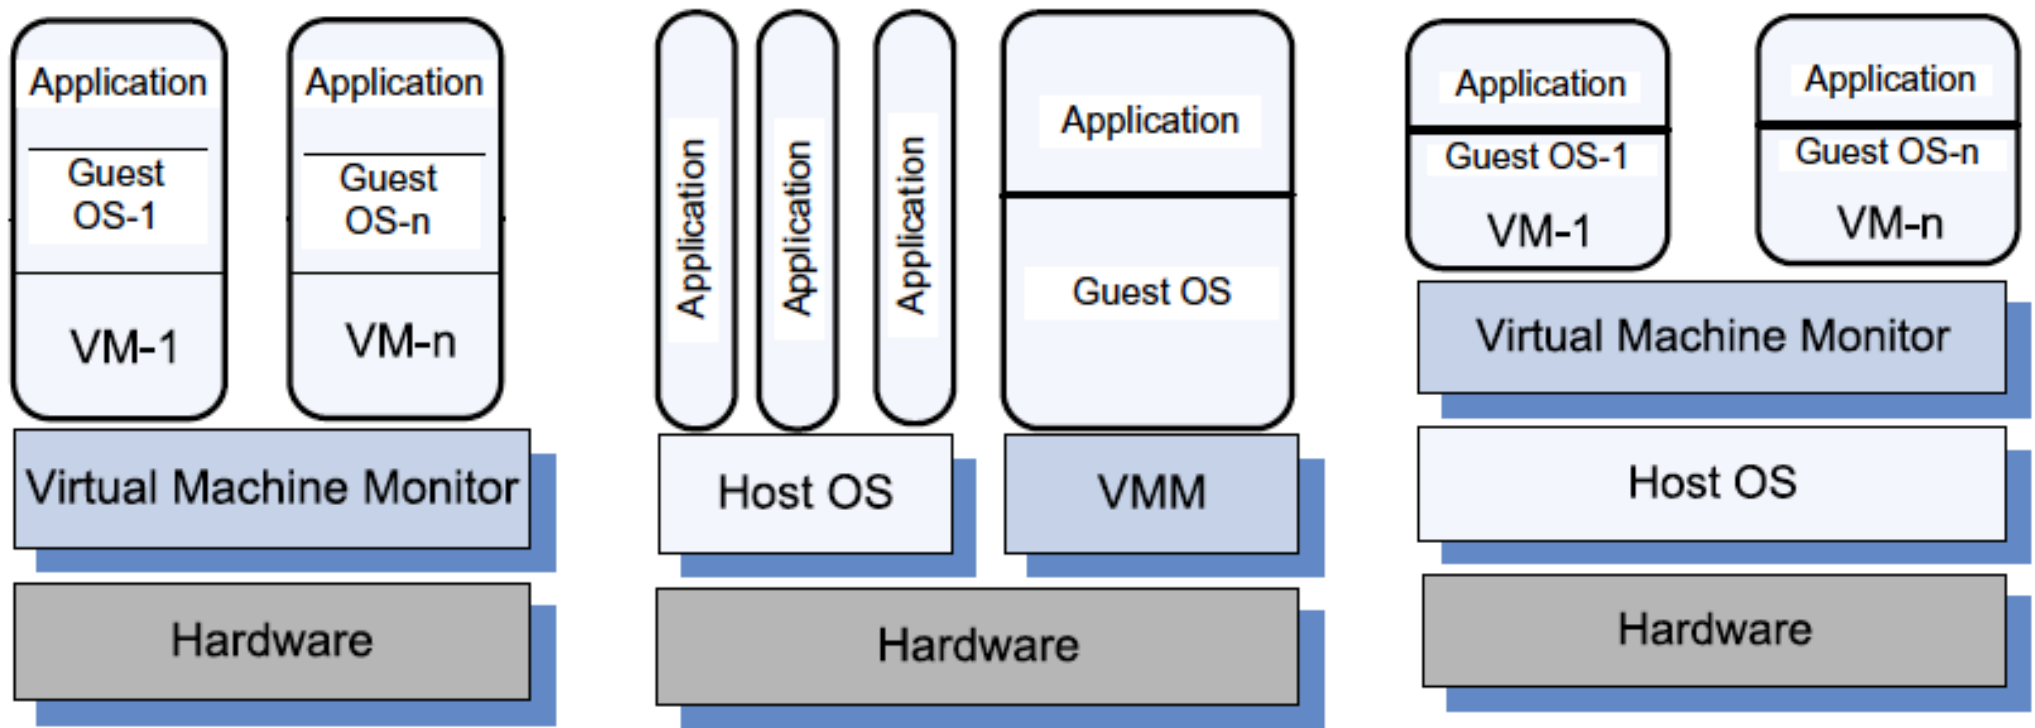 Application
Guest
OS-1
VM-1
Application
Guest
OS-n
VM-n
Virtual Machine Monitor
Hardware
Application
Application
Application
Application
Guest OS
Host OS
VMM
Hardware
Application
Guest OS-1
VM-1
Application
Guest OS-n
VM-n
Virtual Machine Monitor
Host OS
Hardware